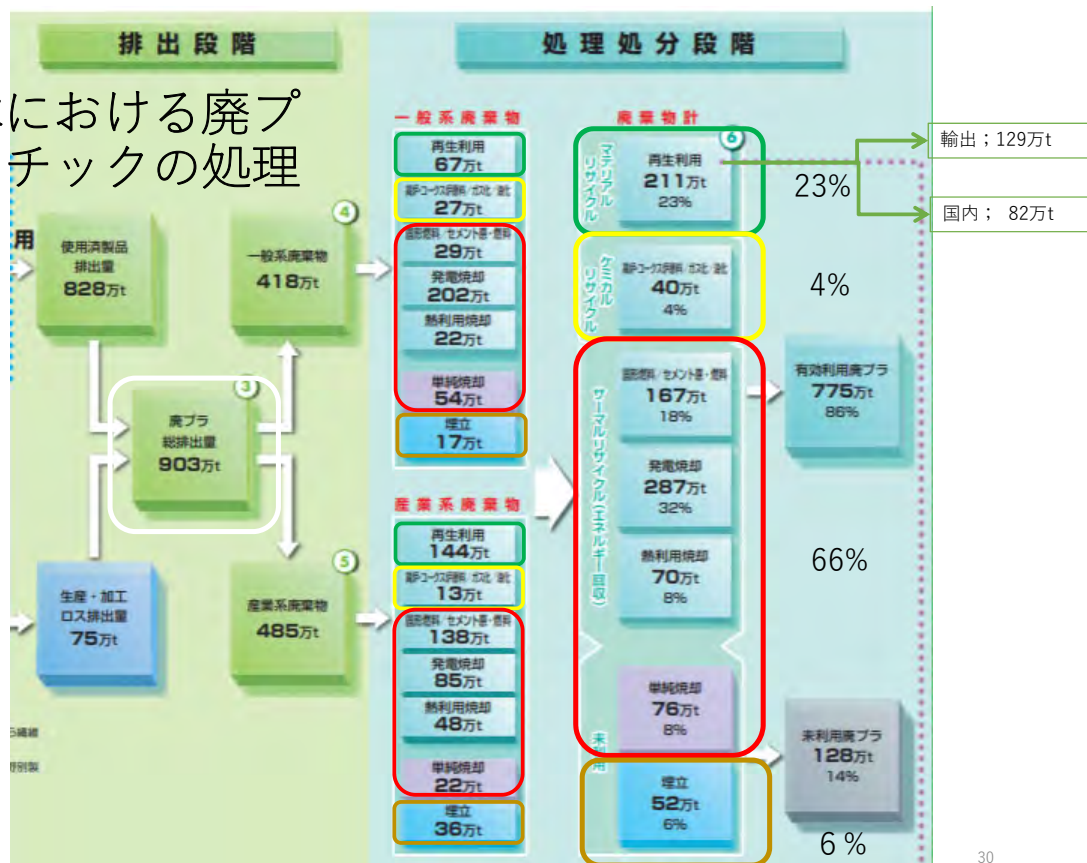 排出段階
における廃プ
チックの処理
用
使用済製品
排出量
828万t
④
一般系廃棄物
418万t
③
廃プラ
総排出量
903万t
生産・加工
ロス排出量
75万t
⑤
産業系廃棄物
485万t
処理処分段階
一般系廃棄物
再生利用
67万t
高炉・コークス炉原料/ガス化/油化
27万t
固形燃料/セメント原・燃料
29万t
発電焼却
202万t
熱利用焼却
22万t
単純焼却
54万t
埋立
17万t
産業系廃棄物
再生利用
144万t
高炉・コークス炉原料/ガス化/油化
13万t
固形燃料/セメント原・燃料
138万t
発電焼却
85万t
熱利用焼却
48万t
単純焼却
22万t
埋立
36万t
廃棄物計
⑥
マテリアル
リサイクル
再生利用
211万t
23%
23%
ケミカル
リサイクル
高炉・コークス炉原料/ガス化/油化
40万t
4%
4%
サーマルリサイクル(エネルギー回収)
固形燃料/セメント原・燃料
167万t
18%
発電焼却
287万t
32%
熱利用焼却
70万t
8%
66%
未利用
単純焼却
76万t
8%
埋立
52万t
6%
6 %
有効利用廃プラ
775万t
86%
未利用廃プラ
128万t
14%
輸出；129万t
国内； 82万t
30